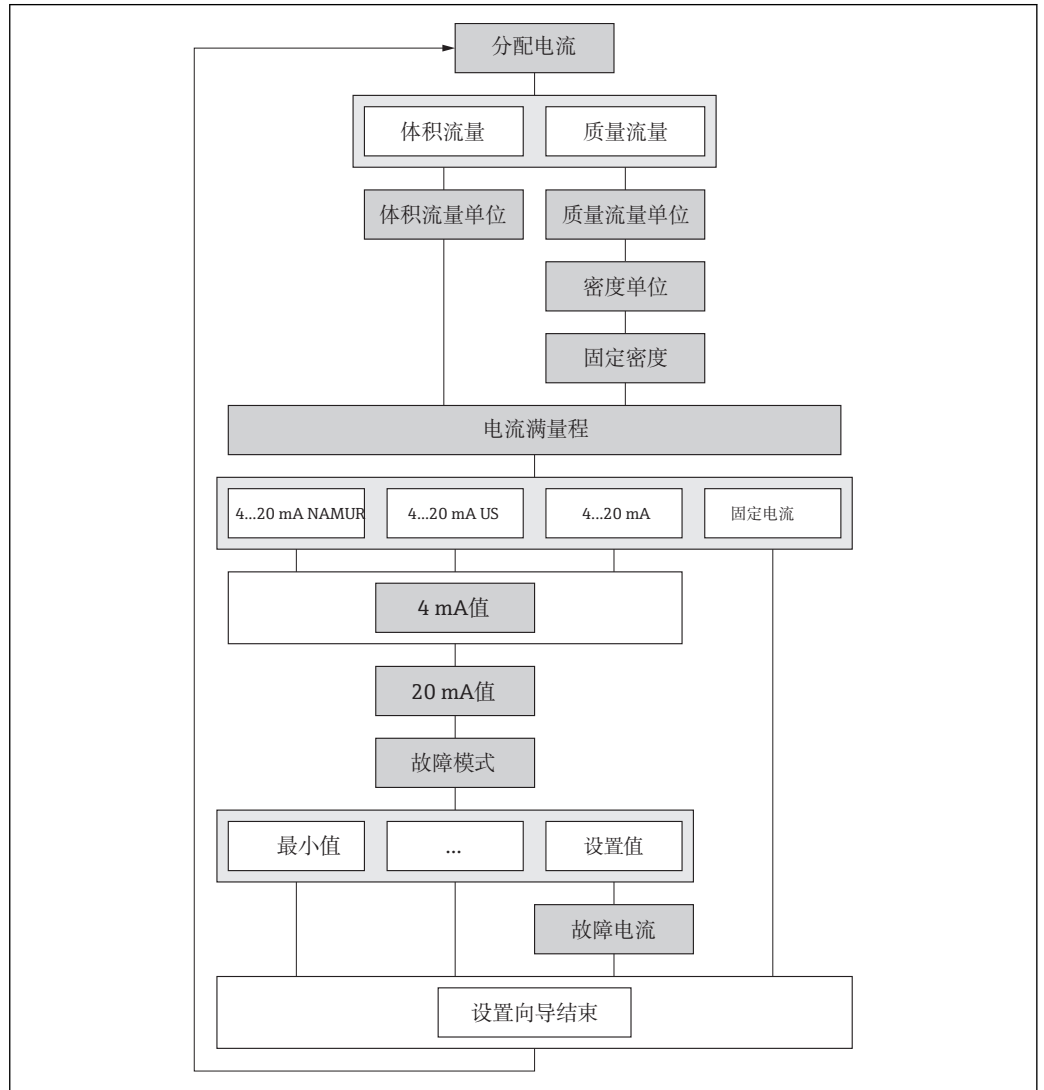 分配电流
体积流量
质量流量
体积流量单位
质量流量单位
密度单位
固定密度
电流满量程
4...20 mA NAMUR
4...20 mA US
4...20 mA
固定电流
4 mA值
20 mA值
故障模式
最小值
...
设置值
故障电流
设置向导结束